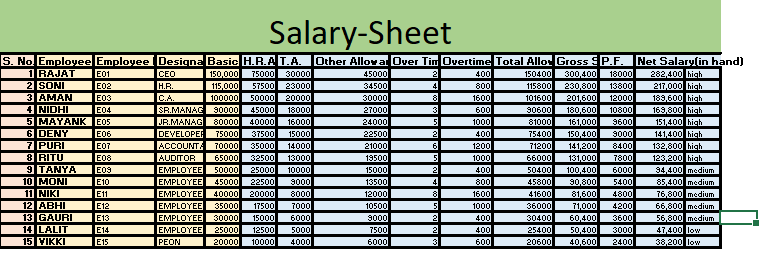 Salary-Sheet
S. No Employee Employee Designa Basic H.R.A T.A. Other Allowan Over Tim Overtime Total Allow Gross S P.F. Net Salary(in hand)
1 RAJAT E01 CEO 150,000 75000 30000 45000 2 400 150400 300,400 18000 282,400 high
2 SONI E02 H.R. 115,000 57500 23000 34500 4 800 115800 230,800 13800 217,000 high
3 AMAN E03 C.A. 100000 50000 20000 30000 8 1600 101600 201,600 12000 189,600 high
4 NIDHI E04 SR.MANAG 90000 45000 18000 27000 3 600 90600 180,600 10800 169,800 high
5 MAYANK E05 JR.MANAG 80000 40000 16000 24000 5 1000 81000 161,000 9600 151,400 high
6 DENY E06 DEVELOPER 75000 37500 15000 22500 2 400 75400 150,400 9000 141,400 high
7 PURI E07 ACCOUNTA 70000 35000 14000 21000 6 1200 71200 141,200 8400 132,800 high
8 RITU E08 AUDITOR 65000 32500 13000 19500 5 1000 66000 131,000 7800 123,200 high
9 TANYA E09 EMPLOYEE 50000 25000 10000 15000 2 400 50400 100,400 6000 94,400 medium
10 MONI E10 EMPLOYEE 45000 22500 9000 13500 4 800 45800 90,800 5400 85,400 medium
11 NIKI E11 EMPLOYEE 40000 20000 8000 12000 8 1600 41600 81,600 4800 76,800 medium
12 ABHI E12 EMPLOYEE 35000 17500 7000 10500 5 1000 36000 71,000 4200 66,800 medium
13 GAURI E13 EMPLOYEE 30000 15000 6000 9000 2 400 30400 60,400 3600 56,800 medium
14 LALIT E14 EMPLOYEE 25000 12500 5000 7500 2 400 25400 50,400 3000 47,400 low
15 VIKKI E15 PEON 20000 10000 4000 6000 3 600 20600 40,600 2400 38,200 low